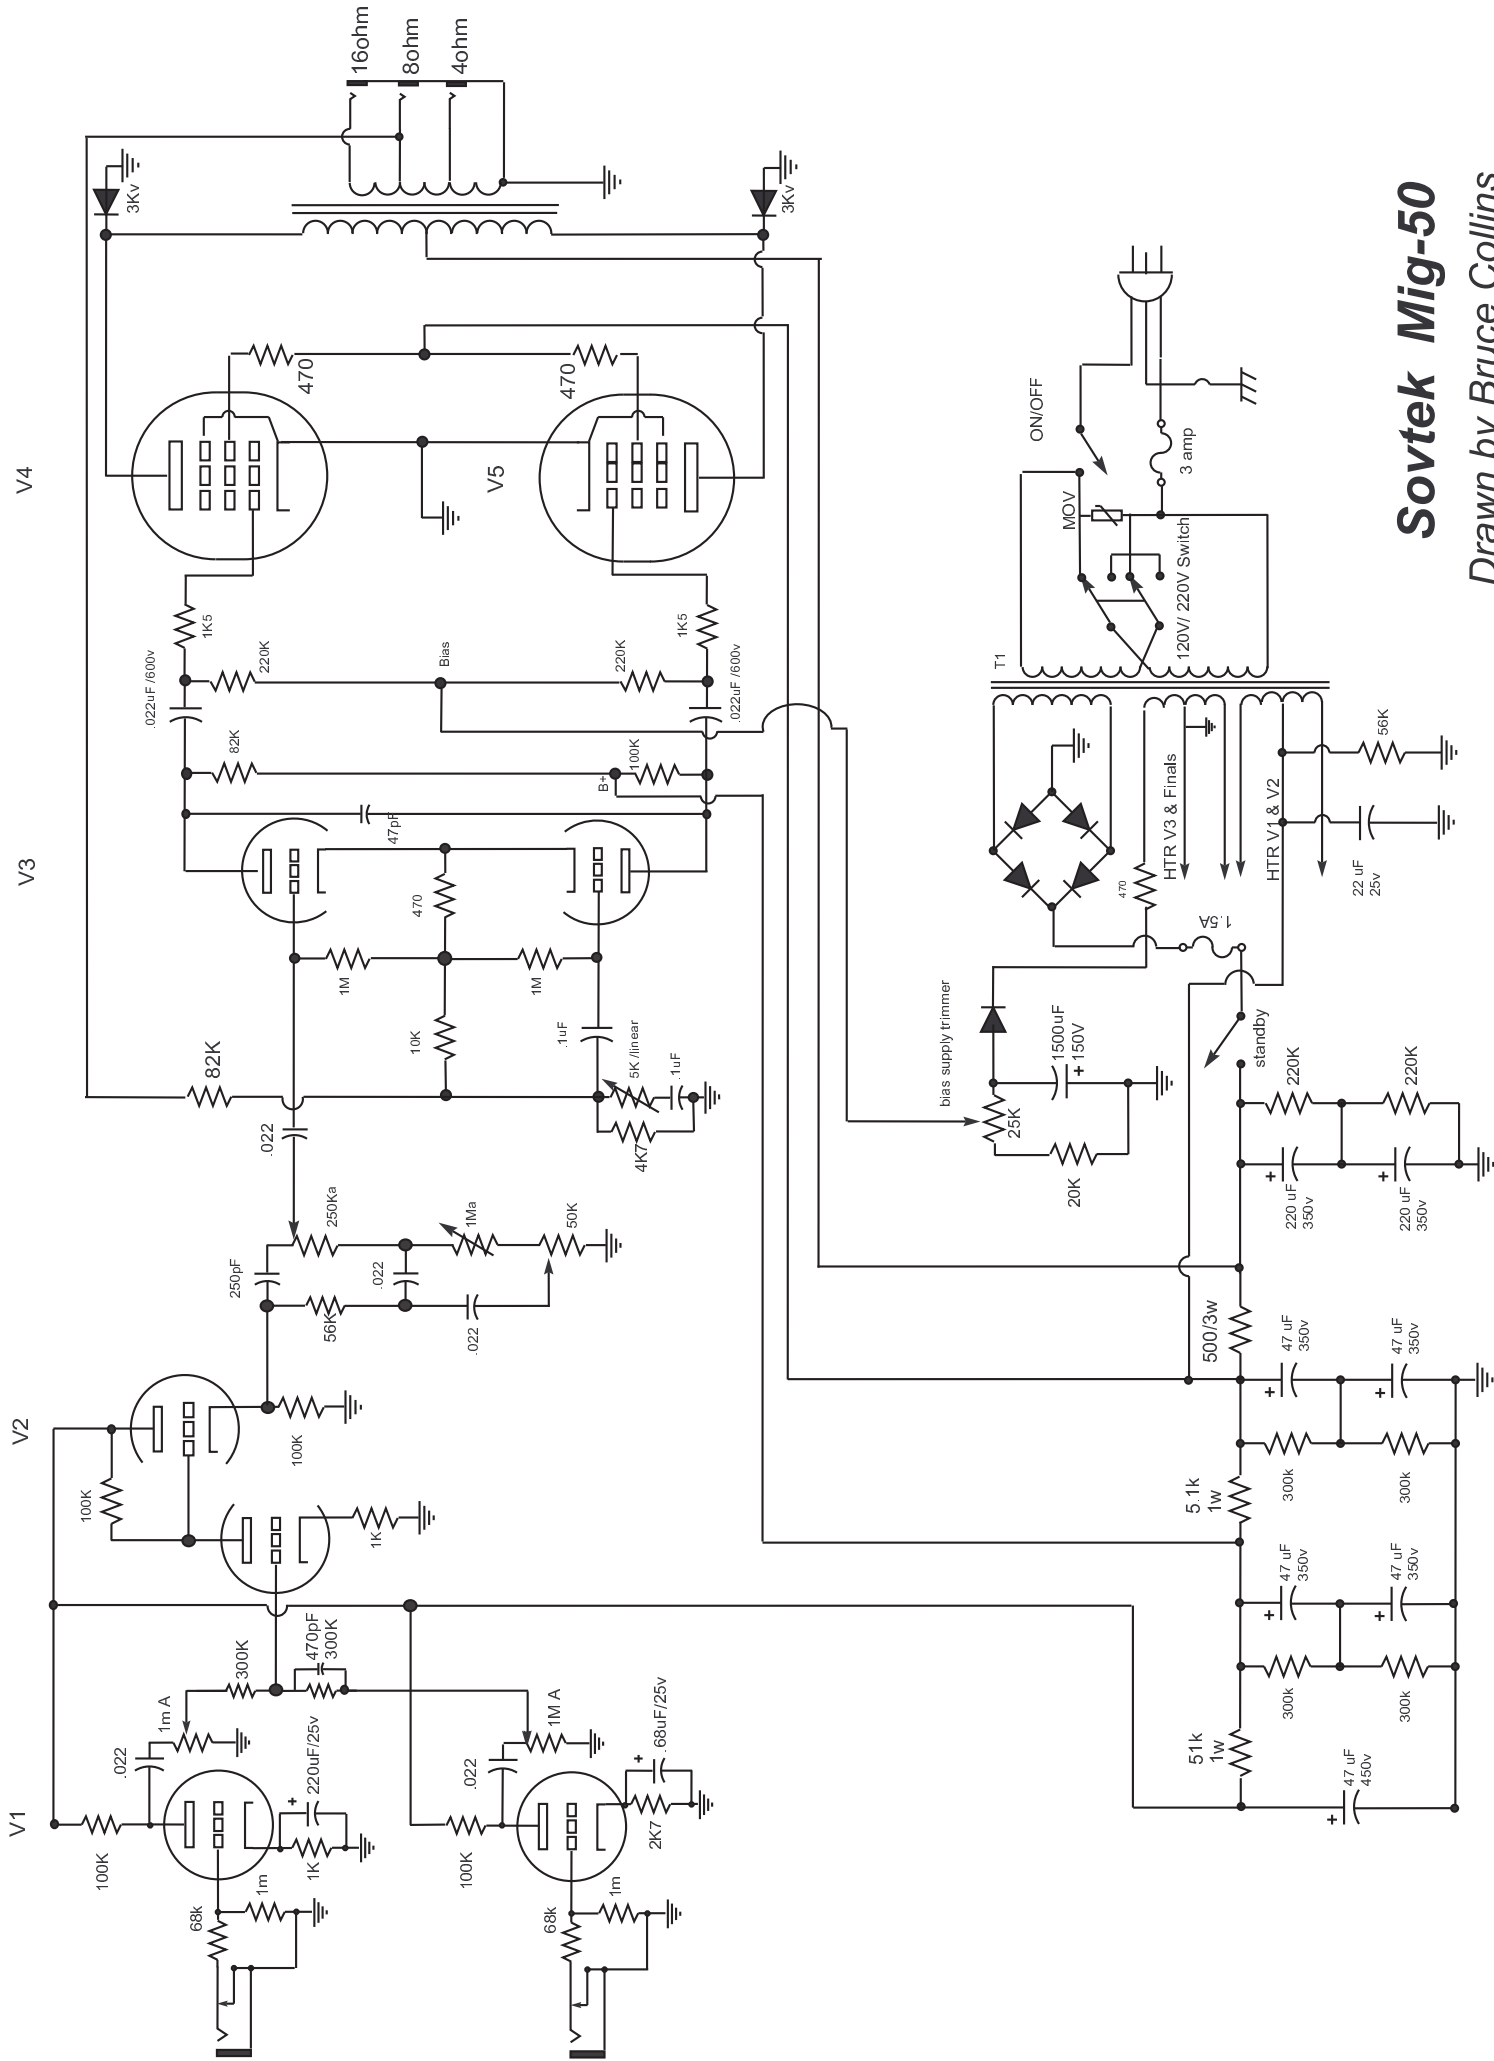 V1
V2
V3
V4
V5
16ohm
8ohm
4ohm
3Kv
3Kv
470
470
1K5
1K5
.022uF /600v
.022uF /600v
220K
220K
Bias
82K
100K
B+
47pF
470
1M
1M
10K
82K
.1uF
5K /linear
.1uF
4K7
.022
250Ka
250pF
56K
.022
.022
1Ma
50K
100K
100K
1K
300K
470pF
300K
1m A
.022
220uF/25v
100K
1K
68k
1m
1M A
.022
.68uF/25v
100K
2K7
68k
1m
ON/OFF
3 amp
MOV
120V/ 220V Switch
T1
HTR V3 & Finals
HTR V1 & V2
56K
22 uF
25v
470
1.5A
standby
bias supply trimmer
1500uF
150V
25K
20K
220K
220K
220 uF
350v
220 uF
350v
500/3w
47 uF
350v
47 uF
350v
300k
300k
5.1k
1w
47 uF
350v
47 uF
350v
300k
300k
51k
1w
47 uF
450v
Sovtek Mig-50
Drawn by Bruce Collins